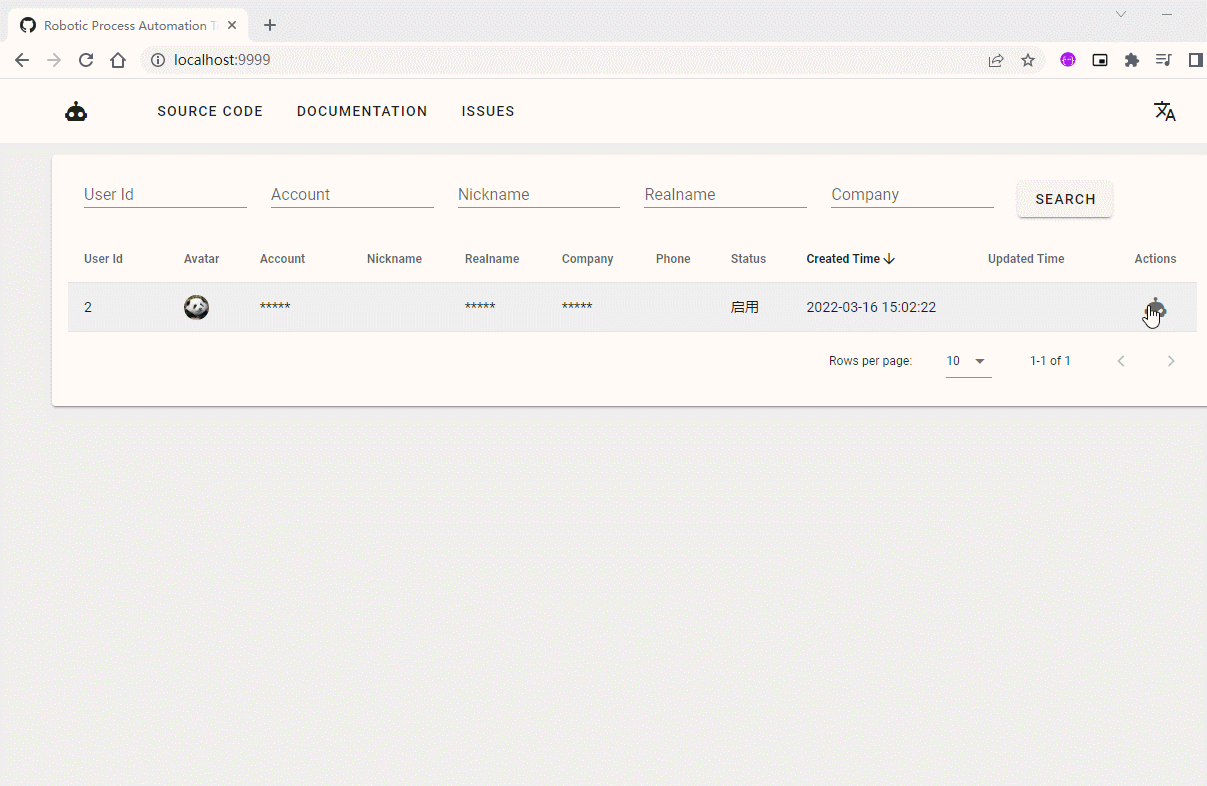 Robotic Process Automation T
localhost:9999
SOURCE CODE DOCUMENTATION ISSUES
User Id Account Nickname Realname Company SEARCH
User Id Avatar Account Nickname Realname Company Phone Status Created Time Updated Time Actions
2 ***** ***** ***** 启用 2022-03-16 15:02:22
Rows per page: 10 1-1 of 1